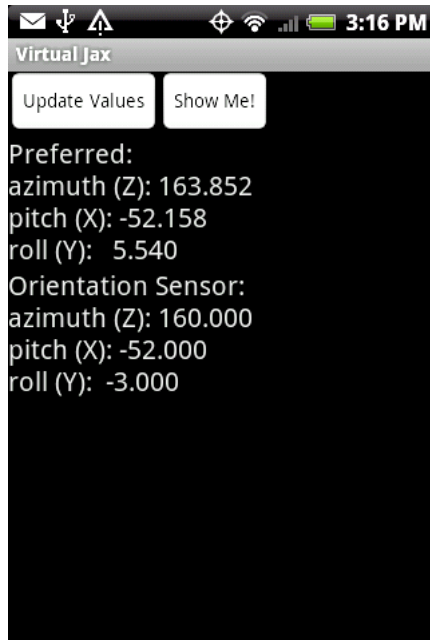 3:16 PM
Virtual Jax
Update Values Show Me!
Preferred:
azimuth (Z): 163.852
pitch (X): -52.158
roll (Y): 5.540
Orientation Sensor:
azimuth (Z): 160.000
pitch (X): -52.000
roll (Y): -3.000